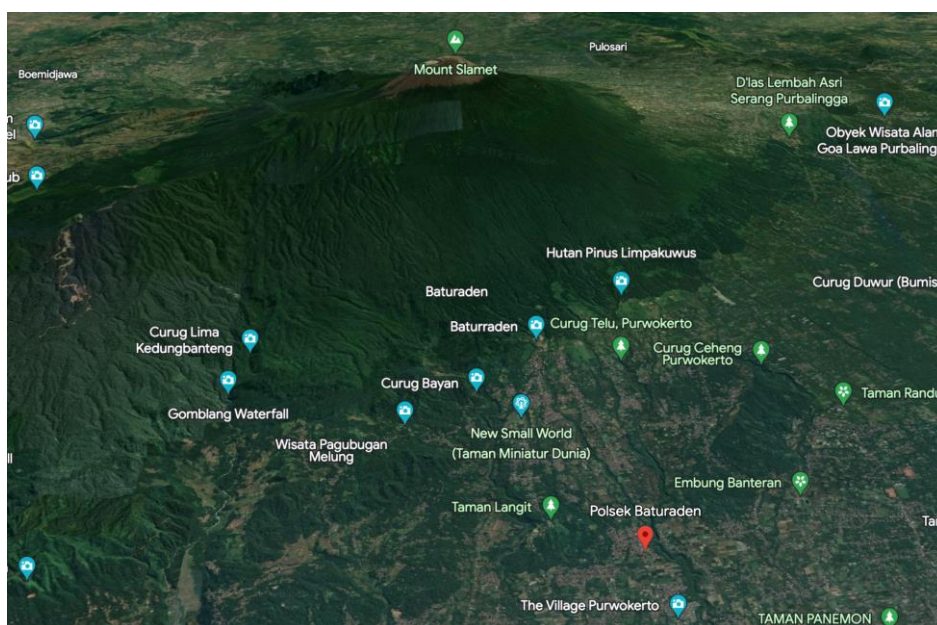 Pulosari
Boemidjawa
Mount Slamet
D'las Lembah Asri
Serang Purbalingga
Obyek Wisata Alam
Goa Lawa Purbaling
el
ub
Hutan Pinus Limpakuwus
Curug Duwur (Bumis
Baturaden
Curug Lima
Kedungbanteng
Baturraden
Curug Telu, Purwokerto
Curug Ceheng
Purwokerto
Curug Bayan
Taman Randu
Gomblang Waterfall
Wisata Pagubugan
Melung
New Small World
(Taman Miniatur Dunia)
Embung Banteran
Taman Langit
Polsek Baturaden
The Village Purwokerto
TAMAN PANEMON